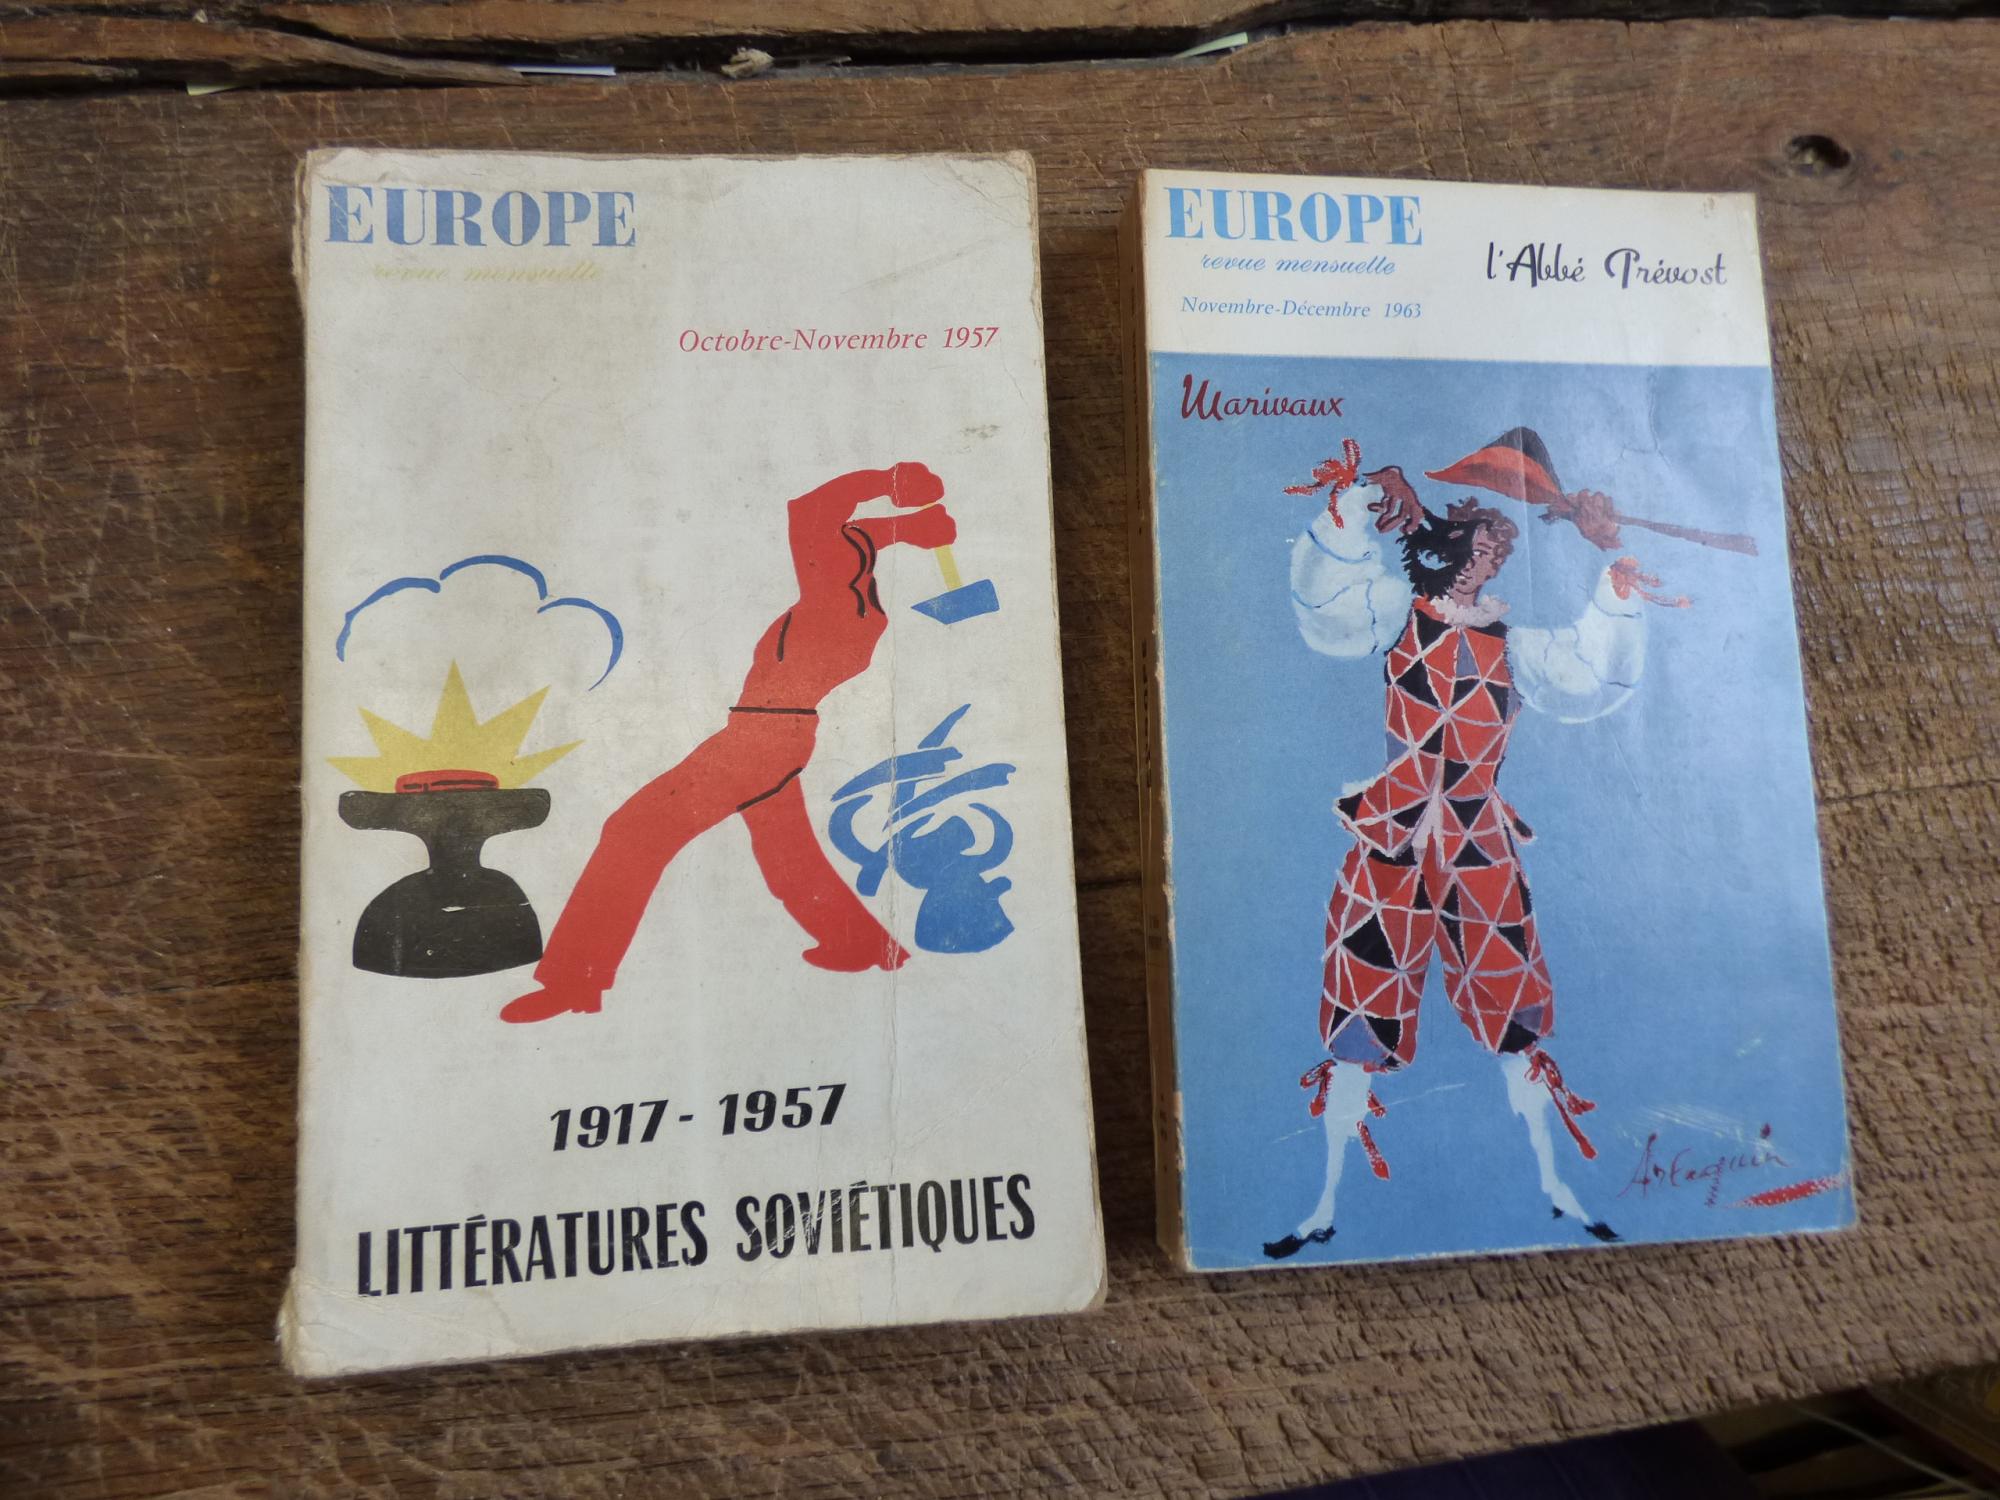 EUROPE
revue mensuelle
Octobre-Novembre 1957
1917 - 1957
LITTÉRATURES SOVIÉTIQUES
EUROPE
revue mensuelle
l'Abbé Prévost
Novembre-Décembre 1963
Marivaux
Arlequin